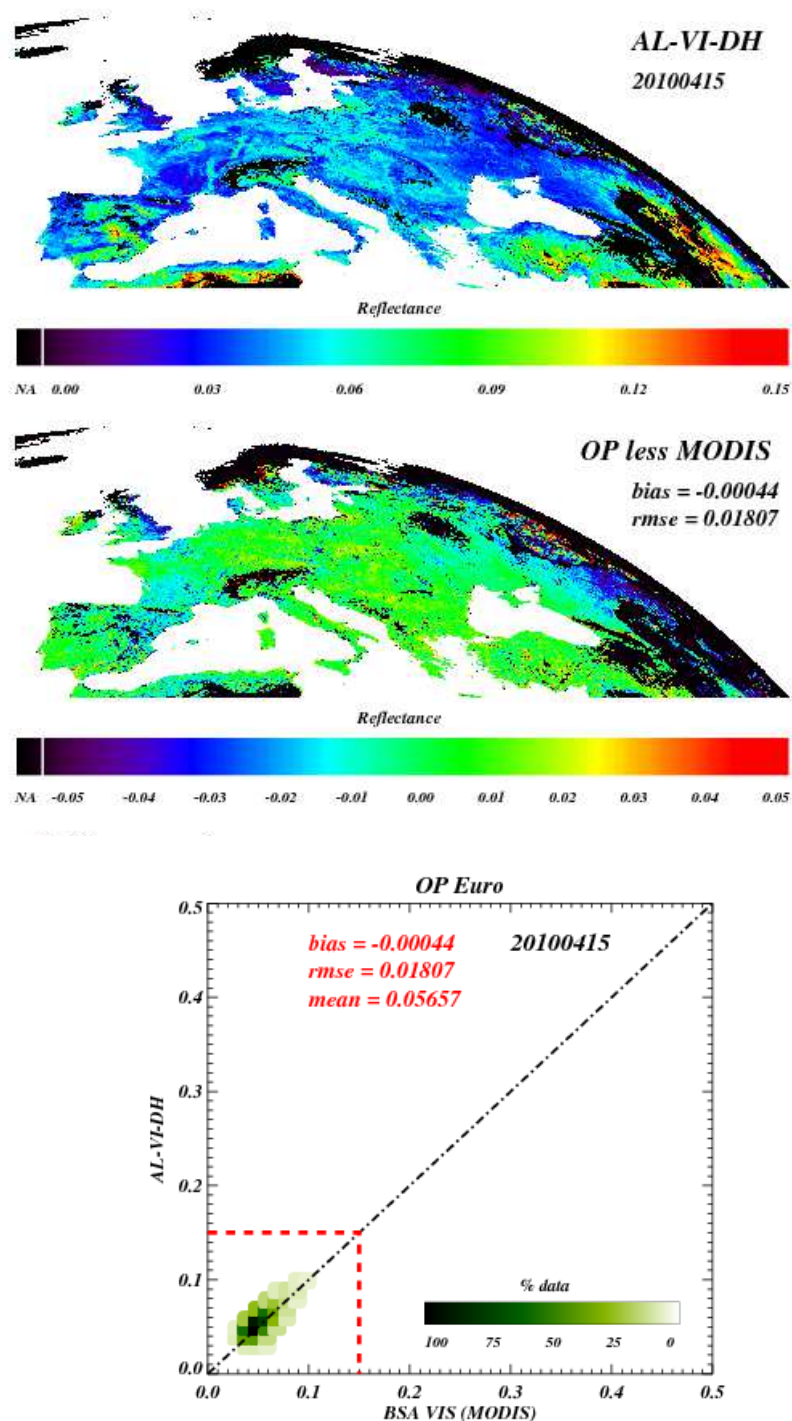 AL-VI-DH
20100415
Reflectance
NA 0.00 0.03 0.06 0.09 0.12 0.15
OP less MODIS
bias = -0.00044
rmse = 0.01807
Reflectance
NA -0.05 -0.04 -0.03 -0.02 -0.01 0.00 0.01 0.02 0.03 0.04 0.05
OP Euro
bias = -0.00044 20100415
rmse = 0.01807
mean = 0.05657
0.5
0.4
0.3
0.2
0.1
0.0
AL-VI-DH
% data
100 75 50 25 0
0.0 0.1 0.2 0.3 0.4 0.5
BSA VIS (MODIS)